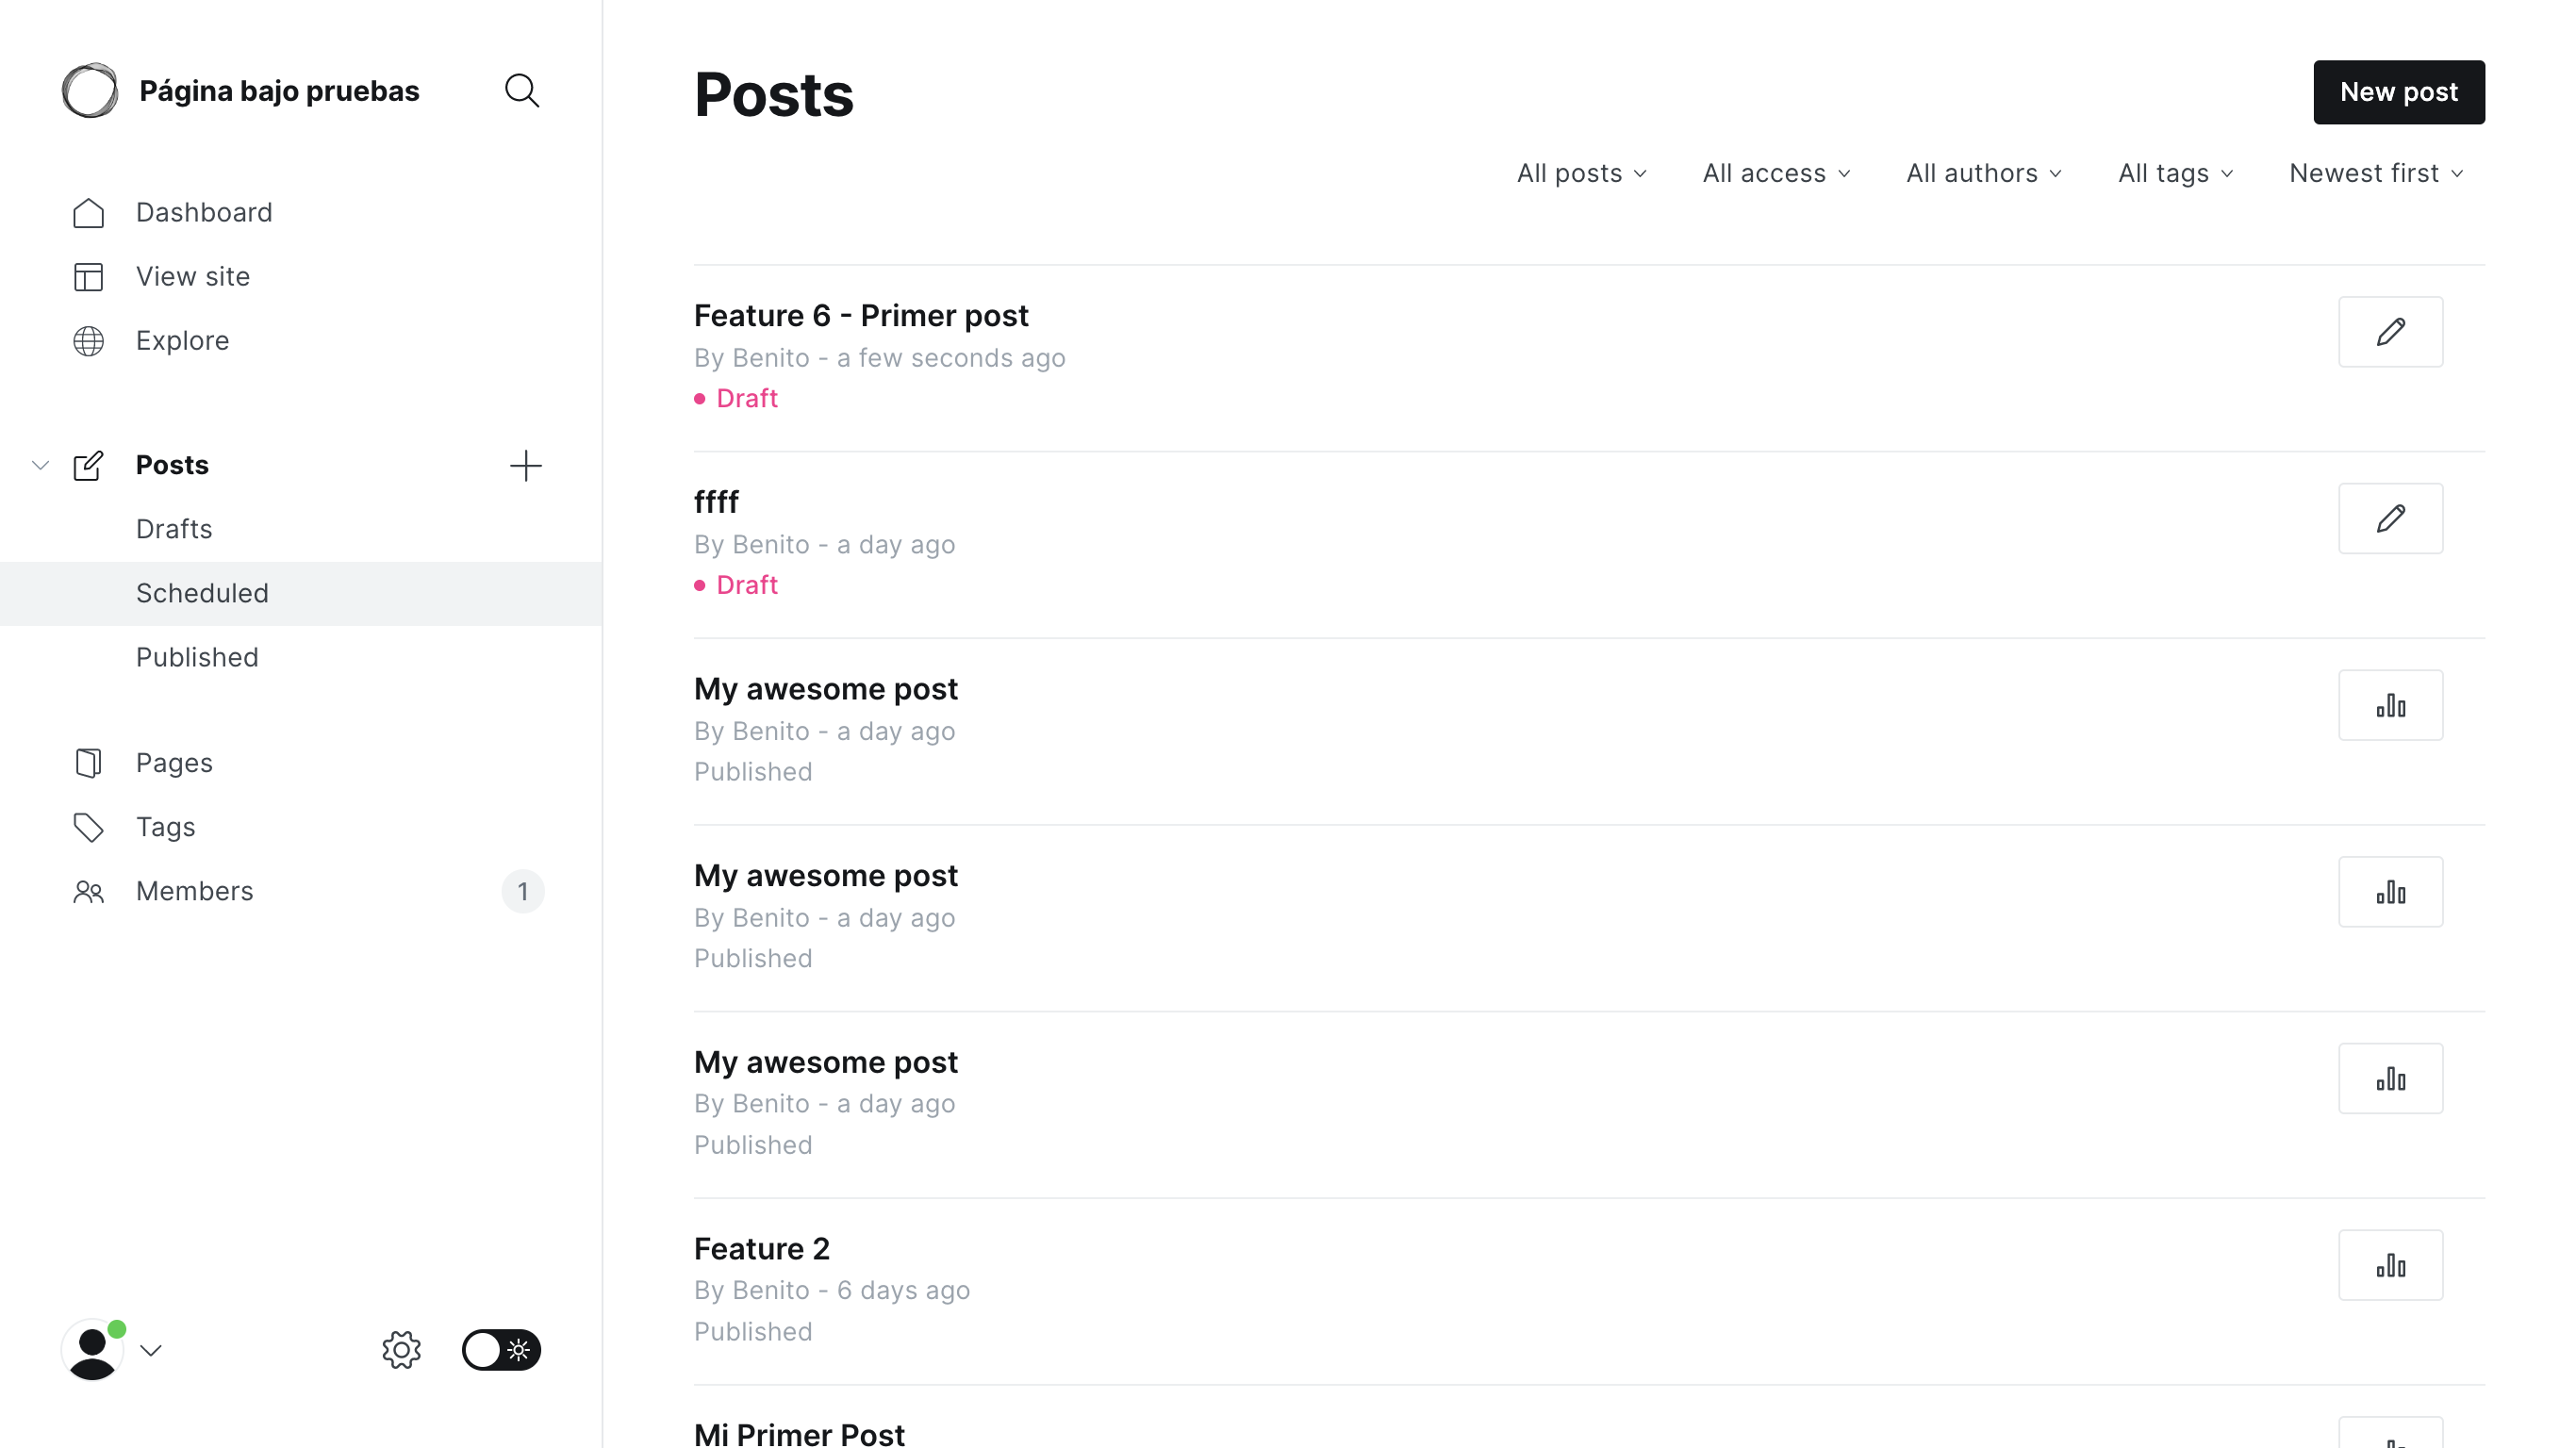 Página bajo pruebas
Dashboard
View site
Explore
Posts
Drafts
Scheduled
Published
Pages
Tags
Members 1
Posts
New post
All posts All access All authors All tags Newest first
Feature 6 - Primer post
By Benito - a few seconds ago
Draft
ffff
By Benito - a day ago
Draft
My awesome post
By Benito - a day ago
Published
My awesome post
By Benito - a day ago
Published
My awesome post
By Benito - a day ago
Published
Feature 2
By Benito - 6 days ago
Published
Mi Primer Post